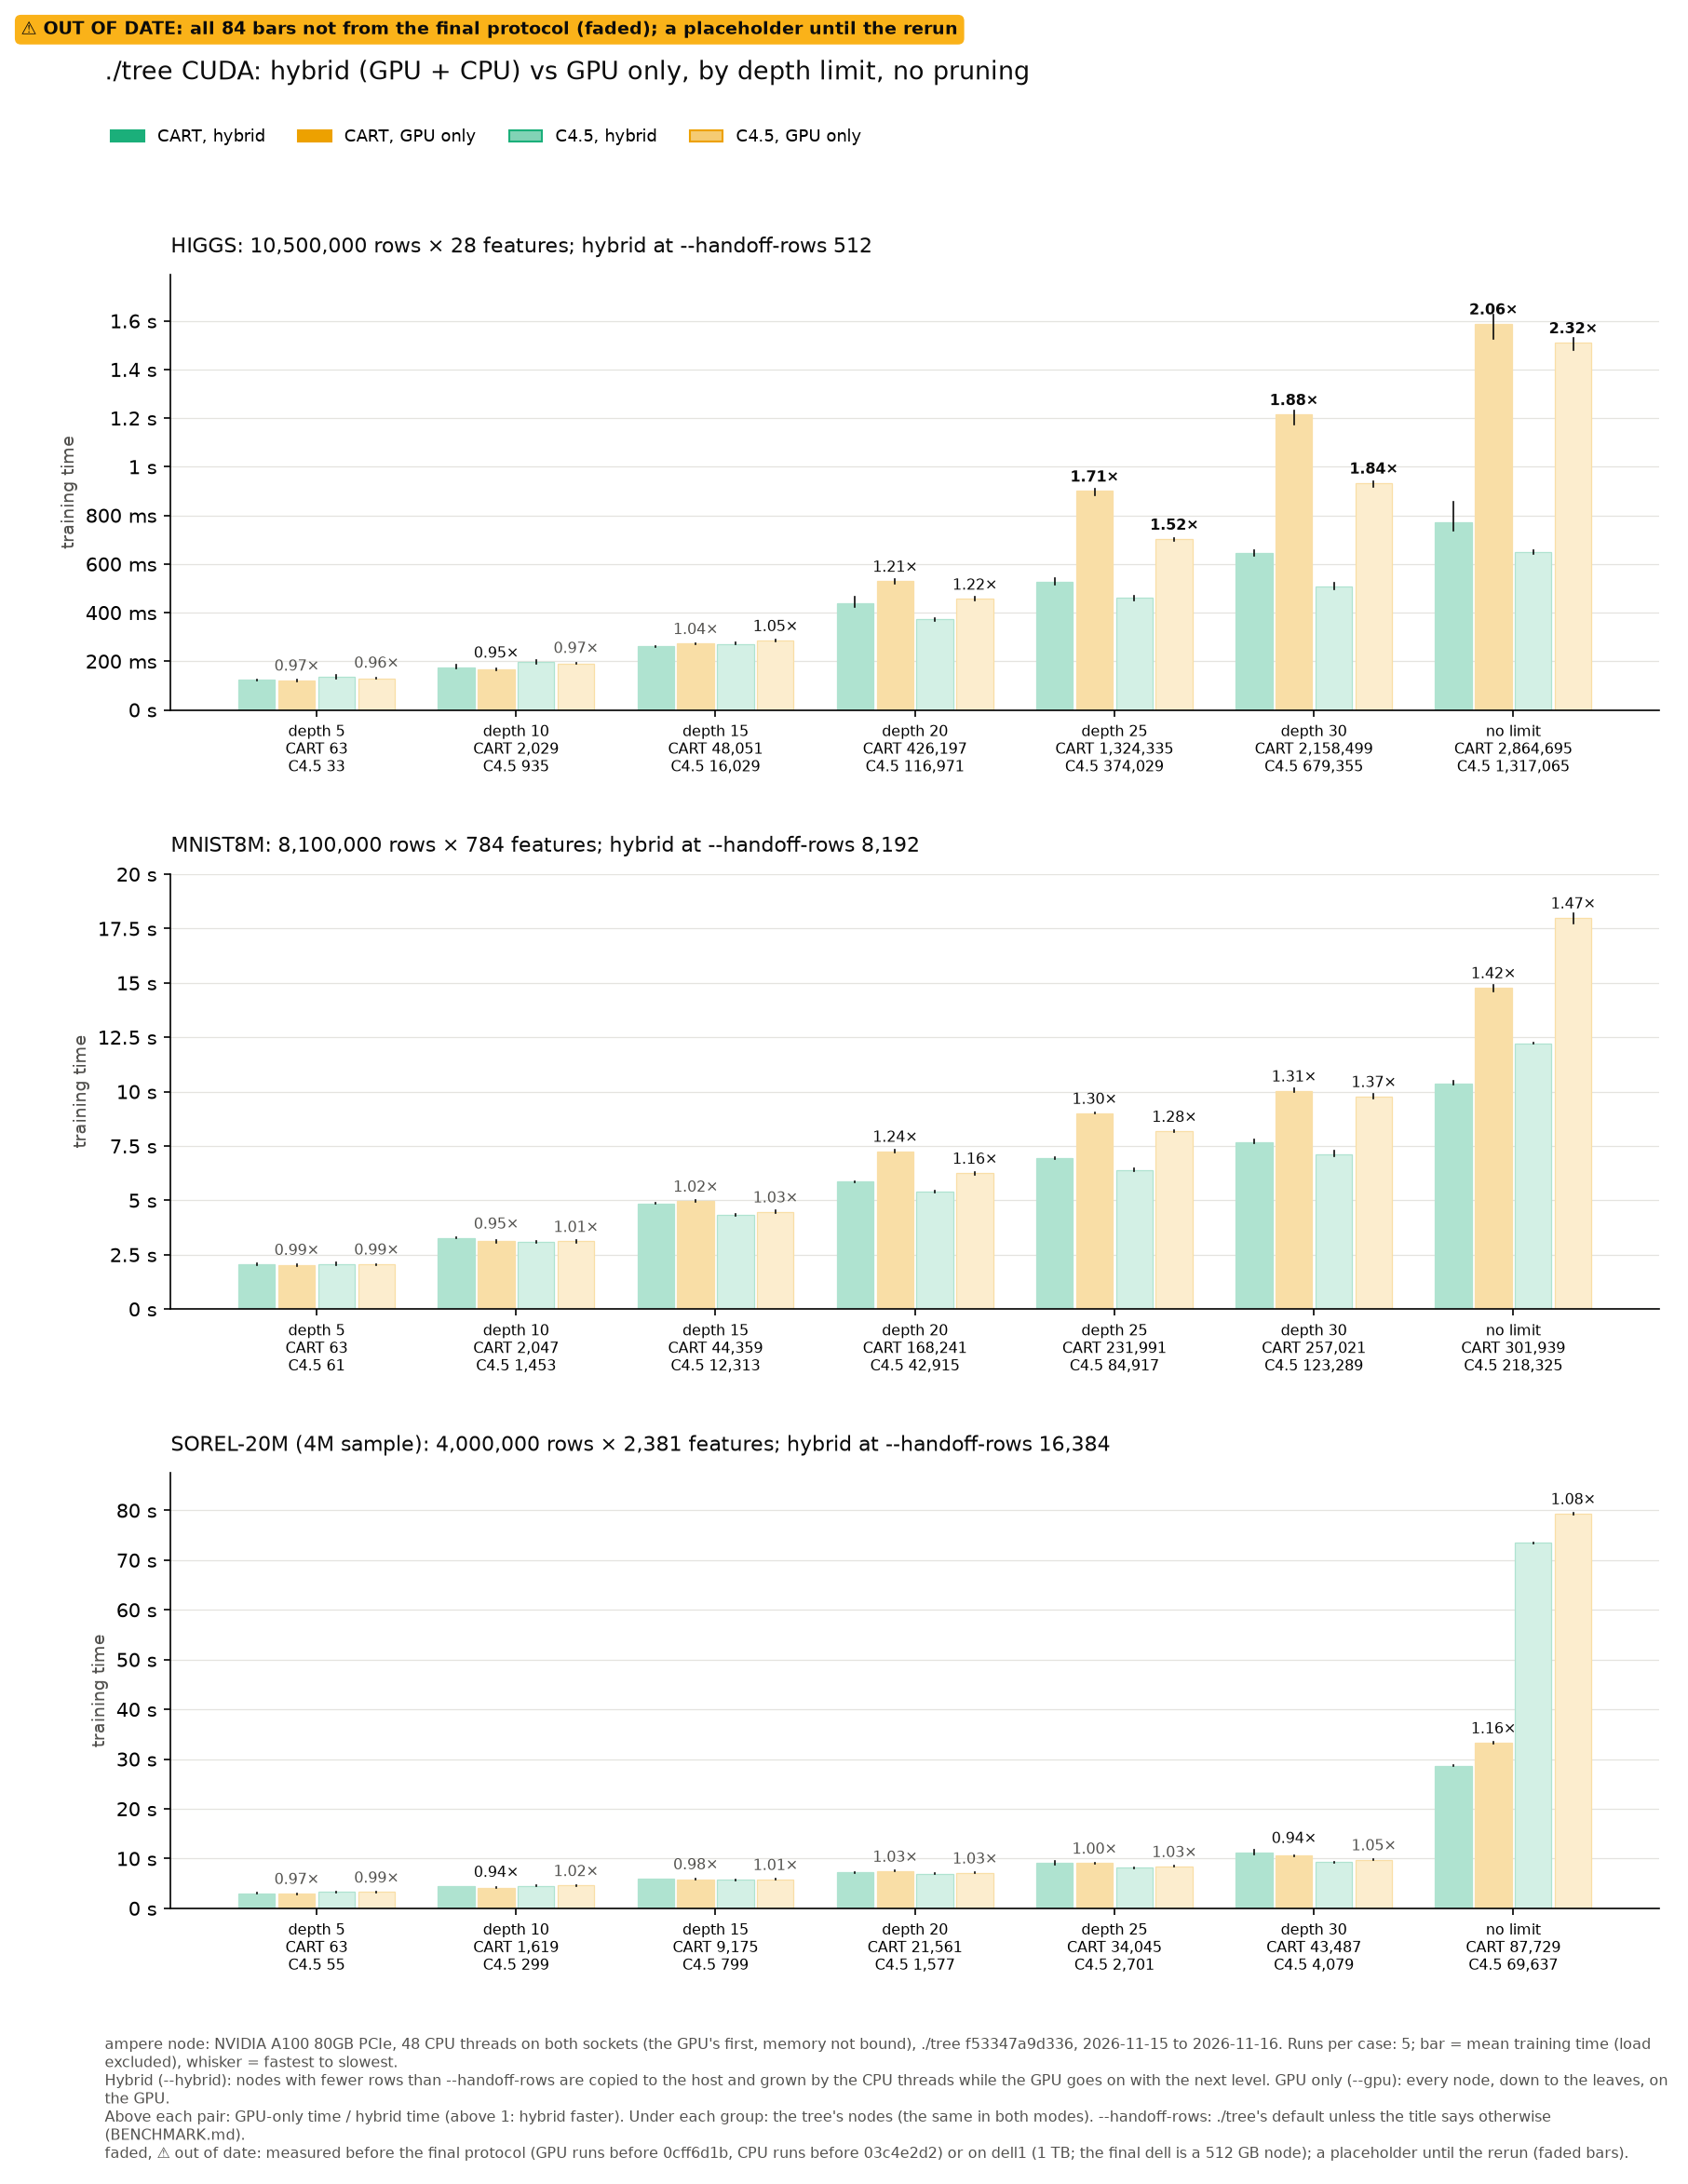 ⚠ OUT OF DATE: all 84 bars not from the final protocol (faded); a placeholder until the rerun
./tree CUDA: hybrid (GPU + CPU) vs GPU only, by depth limit, no pruning
CART, hybrid CART, GPU only C4.5, hybrid C4.5, GPU only
HIGGS: 10,500,000 rows × 28 features; hybrid at --handoff-rows 512
training time
1.6 s
1.4 s
1.2 s
1 s
800 ms
600 ms
400 ms
200 ms
0 s
0.97× 0.96× 0.95× 0.97× 1.04× 1.05× 1.21× 1.22× 1.71× 1.52× 1.88× 1.84× 2.06× 2.32×
depth 5 depth 10 depth 15 depth 20 depth 25 depth 30 no limit
CART 63 CART 2,029 CART 48,051 CART 426,197 CART 1,324,335 CART 2,158,499 CART 2,864,695
C4.5 33 C4.5 935 C4.5 16,029 C4.5 116,971 C4.5 374,029 C4.5 679,355 C4.5 1,317,065
MNIST8M: 8,100,000 rows × 784 features; hybrid at --handoff-rows 8,192
training time
20 s
17.5 s
15 s
12.5 s
10 s
7.5 s
5 s
2.5 s
0 s
0.99× 0.99× 0.95× 1.01× 1.02× 1.03× 1.24× 1.16× 1.30× 1.28× 1.31× 1.37× 1.42× 1.47×
depth 5 depth 10 depth 15 depth 20 depth 25 depth 30 no limit
CART 63 CART 2,047 CART 44,359 CART 168,241 CART 231,991 CART 257,021 CART 301,939
C4.5 61 C4.5 1,453 C4.5 12,313 C4.5 42,915 C4.5 84,917 C4.5 123,289 C4.5 218,325
SOREL-20M (4M sample): 4,000,000 rows × 2,381 features; hybrid at --handoff-rows 16,384
training time
80 s
70 s
60 s
50 s
40 s
30 s
20 s
10 s
0 s
0.97× 0.99× 0.94× 1.02× 0.98× 1.01× 1.03× 1.03× 1.00× 1.03× 0.94× 1.05× 1.16× 1.08×
depth 5 depth 10 depth 15 depth 20 depth 25 depth 30 no limit
CART 63 CART 1,619 CART 9,175 CART 21,561 CART 34,045 CART 43,487 CART 87,729
C4.5 55 C4.5 299 C4.5 799 C4.5 1,577 C4.5 2,701 C4.5 4,079 C4.5 69,637
ampere node: NVIDIA A100 80GB PCIe, 48 CPU threads on both sockets (the GPU's first, memory not bound), ./tree f53347a9d336, 2026-11-15 to 2026-11-16. Runs per case: 5; bar = mean training time (load
excluded), whisker = fastest to slowest.
Hybrid (--hybrid): nodes with fewer rows than --handoff-rows are copied to the host and grown by the CPU threads while the GPU goes on with the next level. GPU only (--gpu): every node, down to the leaves, on
the GPU.
Above each pair: GPU-only time / hybrid time (above 1: hybrid faster). Under each group: the tree's nodes (the same in both modes). --handoff-rows: ./tree's default unless the title says otherwise
(BENCHMARK.md).
faded, ⚠ out of date: measured before the final protocol (GPU runs before 0cff6d1b, CPU runs before 03c4e2d2) or on dell1 (1 TB; the final dell is a 512 GB node); a placeholder until the rerun (faded bars).